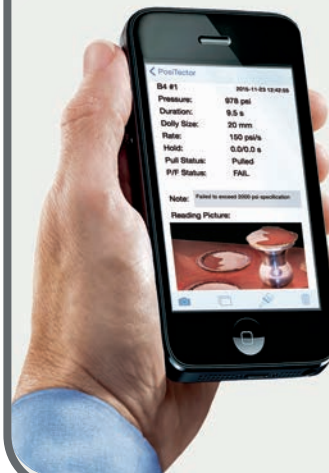 PosiTector
B4 #1 2015-11-23 12:42:55
Pressure: 978 psi
Duration: 9.5 s
Dolly Size: 20 mm
Rate: 150 psi/s
Hold: 0.0/0.0 s
Pull Status: Pulled
P/F Status: FAIL
Note: Failed to exceed 2000 psi specification
Reading Picture: